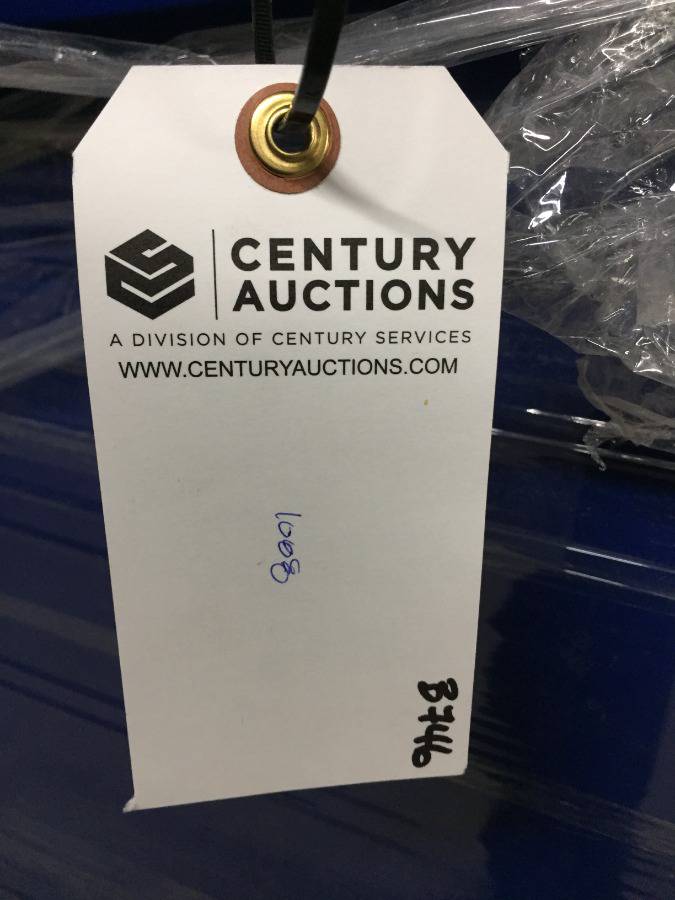 CENTURY
AUCTIONS
A DIVISION OF CENTURY SERVICES
WWW.CENTURYAUCTIONS.COM
1008
B746